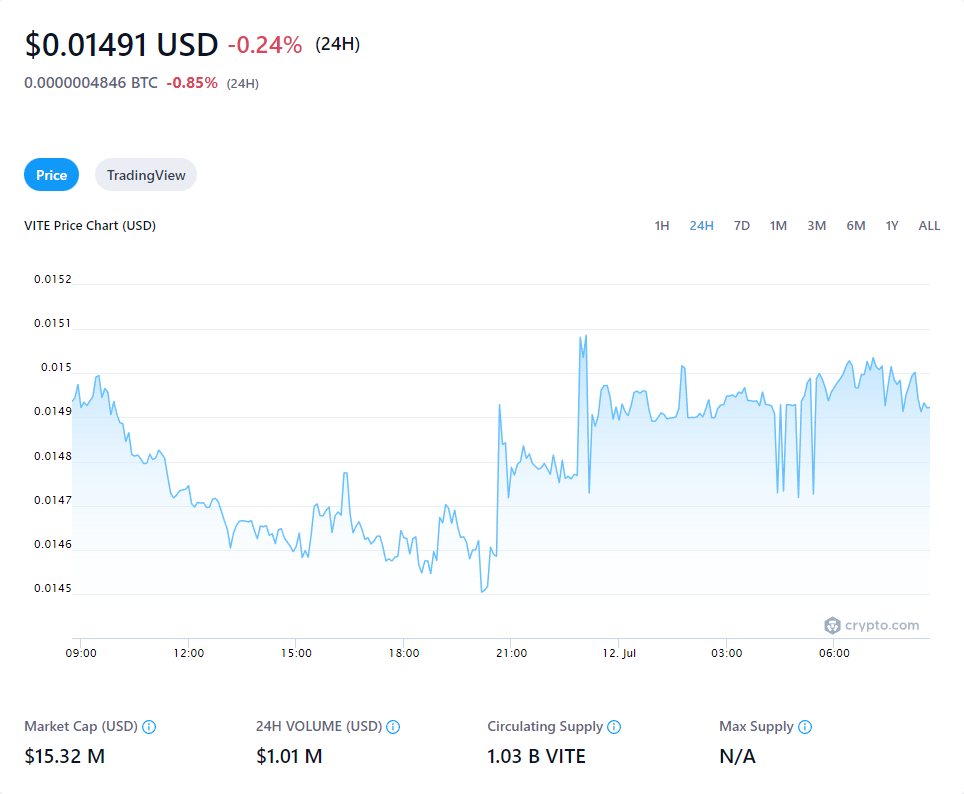 $0.01491 USD -0.24% (24H)
0.0000004846 BTC -0.85% (24H)
Price TradingView
VITE Price Chart (USD) 1H 24H 7D 1M 3M 6M 1Y ALL
0.0152
0.0151
0.015
0.0149
0.0148
0.0147
0.0146
0.0145
crypto.com
09:00 12:00 15:00 18:00 21:00 12. Jul 03:00 06:00
Market Cap (USD) 24H VOLUME (USD) Circulating Supply Max Supply
$15.32 M $1.01 M 1.03 B VITE N/A